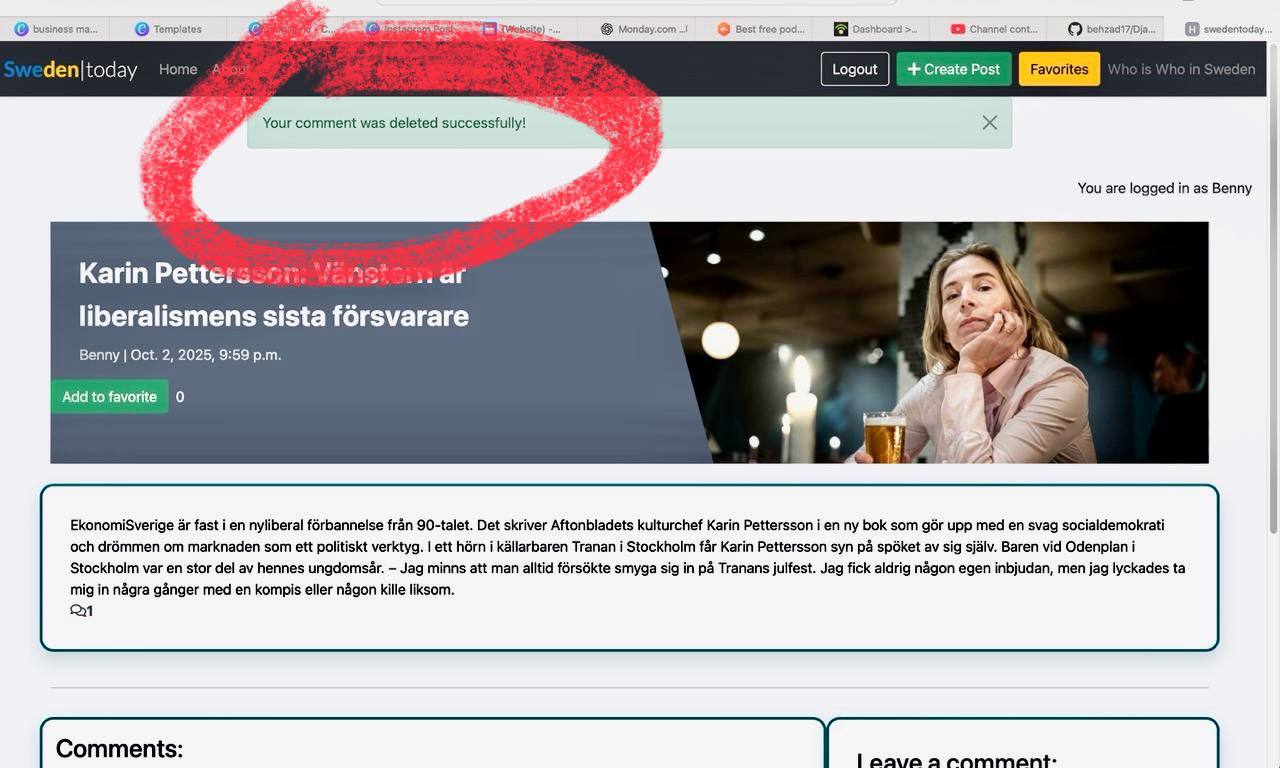 business ma...
Templates
Instagram Post
(Website) -...
Monday.com ...l
Best free pod...
Dashboard >..
Channel cont...
behzad17/Dja...
swedentoday...
Sweden|today
Home
About
Logout
+ Create Post
Favorites
Who is Who in Sweden
Your comment was deleted successfully!
You are logged in as Benny
Karin Pettersson: Vänstern är
liberalismens sista försvarare
Benny | Oct. 2, 2025, 9:59 p.m.
Add to favorite 0
EkonomiSverige är fast i en nyliberal förbannelse från 90-talet. Det skriver Aftonbladets kulturchef Karin Pettersson i en ny bok som gör upp med en svag socialdemokrati
och drömmen om marknaden som ett politiskt verktyg. I ett hörn i källarbaren Tranan i Stockholm får Karin Pettersson syn på spöket av sig själv. Baren vid Odenplan i
Stockholm var en stor del av hennes ungdomsår. – Jag minns att man alltid försökte smyga sig in på Tranans julfest. Jag fick aldrig någon egen inbjudan, men jag lyckades ta
mig in några gånger med en kompis eller någon kille liksom.
1
Comments:
Leave a comment: